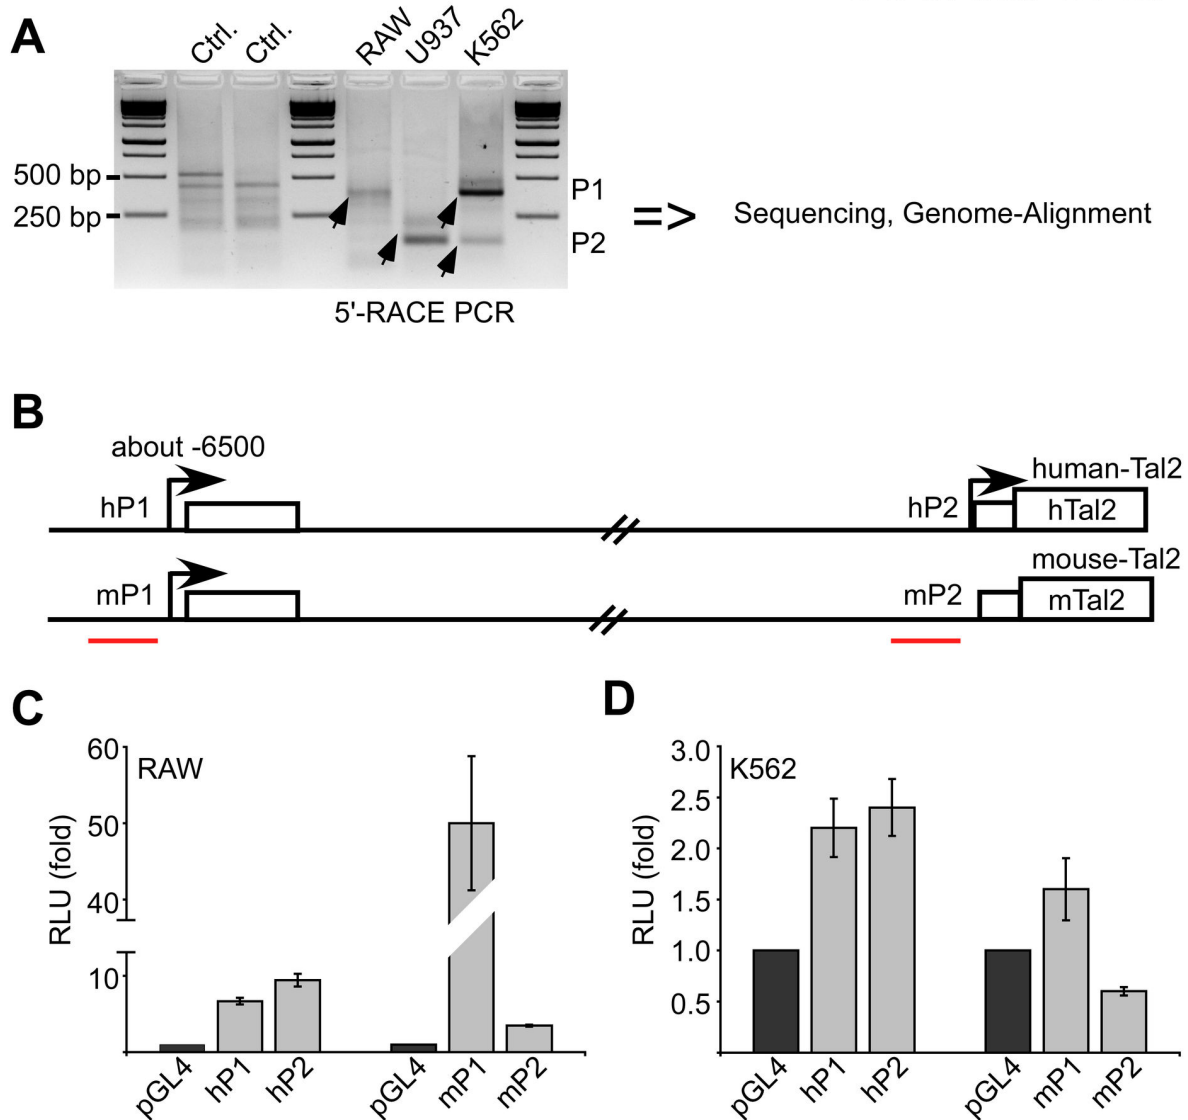 A
Ctrl. Ctrl. RAW U937 K562
500 bp
250 bp
P1
P2
=> Sequencing, Genome-Alignment
5'-RACE PCR
B
about -6500
human-Tal2
hP1 hP2 hTal2
mouse-Tal2
mP1 mP2 mTal2
C
RAW
RLU (fold)
60
50
40
10
pGL4 hP1 hP2 pGL4 mP1 mP2
D
K562
RLU (fold)
3.0
2.5
2.0
1.5
1.0
0.5
pGL4 hP1 hP2 pGL4 mP1 mP2